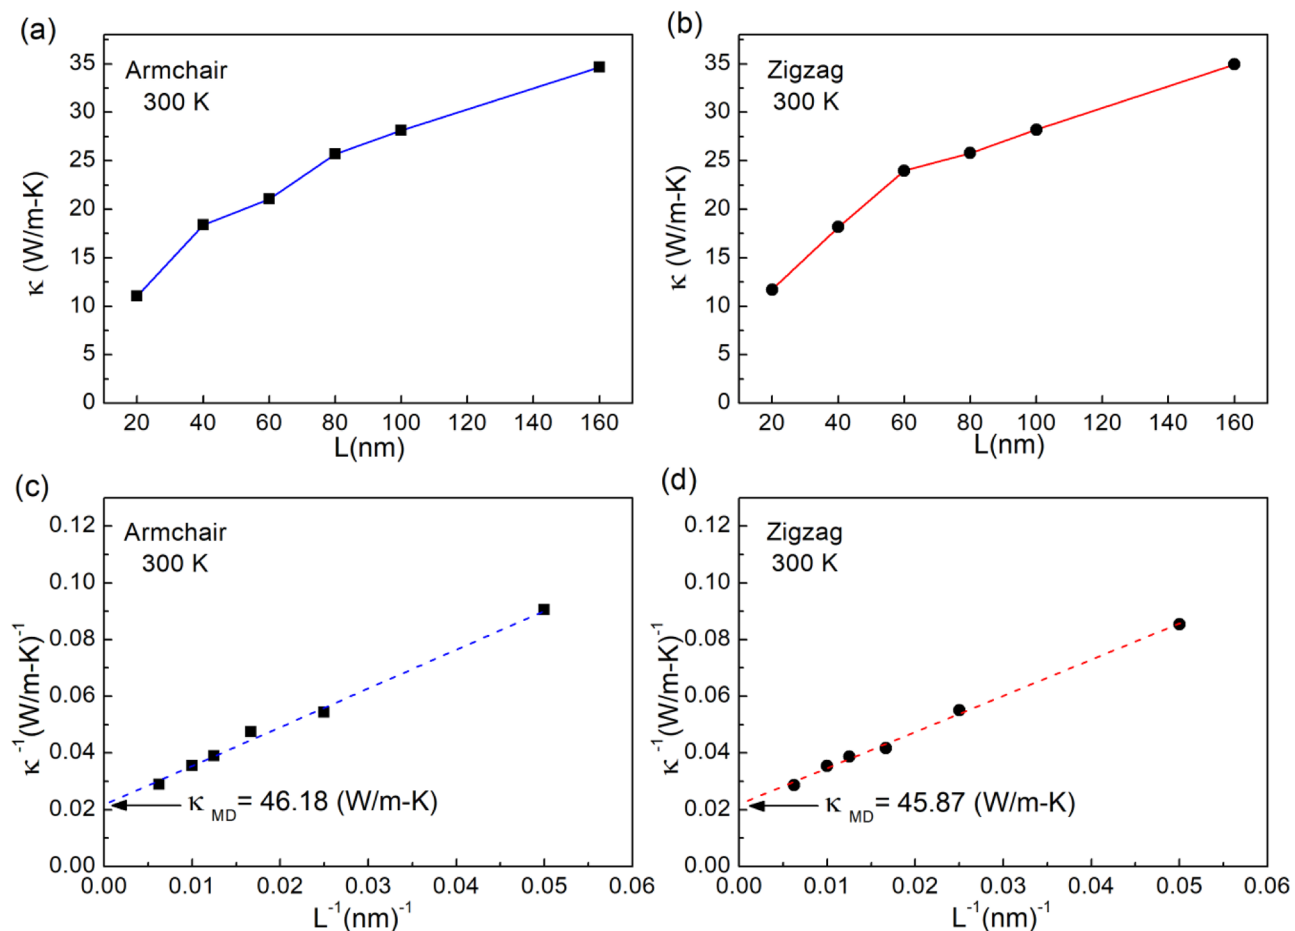 (a)
Armchair
300 K
κ (W/m-K)
35
30
25
20
15
10
5
0
20 40 60 80 100 120 140 160
L(nm)
(b)
Zigzag
300 K
κ (W/m-K)
35
30
25
20
15
10
5
0
20 40 60 80 100 120 140 160
L(nm)
(c)
Armchair
300 K
κ⁻¹(W/m-K)⁻¹
0.12
0.10
0.08
0.06
0.04
0.02
0.00
κ MD = 46.18 (W/m-K)
0.00 0.01 0.02 0.03 0.04 0.05 0.06
L⁻¹(nm)⁻¹
(d)
Zigzag
300 K
κ⁻¹(W/m-K)⁻¹
0.12
0.10
0.08
0.06
0.04
0.02
0.00
κ MD = 45.87 (W/m-K)
0.00 0.01 0.02 0.03 0.04 0.05 0.06
L⁻¹(nm)⁻¹